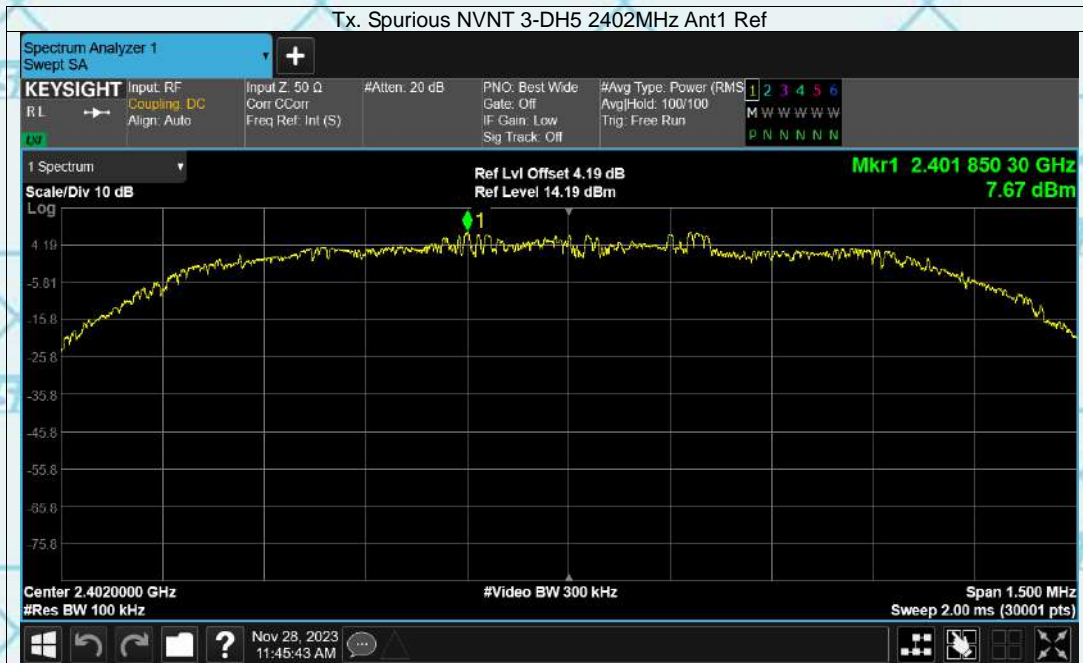 Tx. Spurious NVNT 3-DH5 2402MHz Ant1 Ref
Spectrum Analyzer 1
Swept SA
+
KEYSIGHT
R L
LXI
Input: RF
Coupling: DC
Align: Auto
Input Z: 50 Ω
Corr CCorr
Freq Ref: Int (S)
#Atten: 20 dB
PNO: Best Wide
Gate: Off
IF Gain: Low
Sig Track: Off
#Avg Type: Power (RMS
Avg|Hold: 100/100
Trig: Free Run
1 2 3 4 5 6
M W W W W W
P N N N N N
1 Spectrum
Scale/Div 10 dB
Log
Ref Lvl Offset 4.19 dB
Ref Level 14.19 dBm
Mkr1 2.401 850 30 GHz
7.67 dBm
1
4.19
-5.81
-15.8
-25.8
-35.8
-45.8
-55.8
-65.8
-75.8
Center 2.4020000 GHz
#Res BW 100 kHz
#Video BW 300 kHz
Span 1.500 MHz
Sweep 2.00 ms (30001 pts)
?
Nov 28, 2023
11:45:43 AM